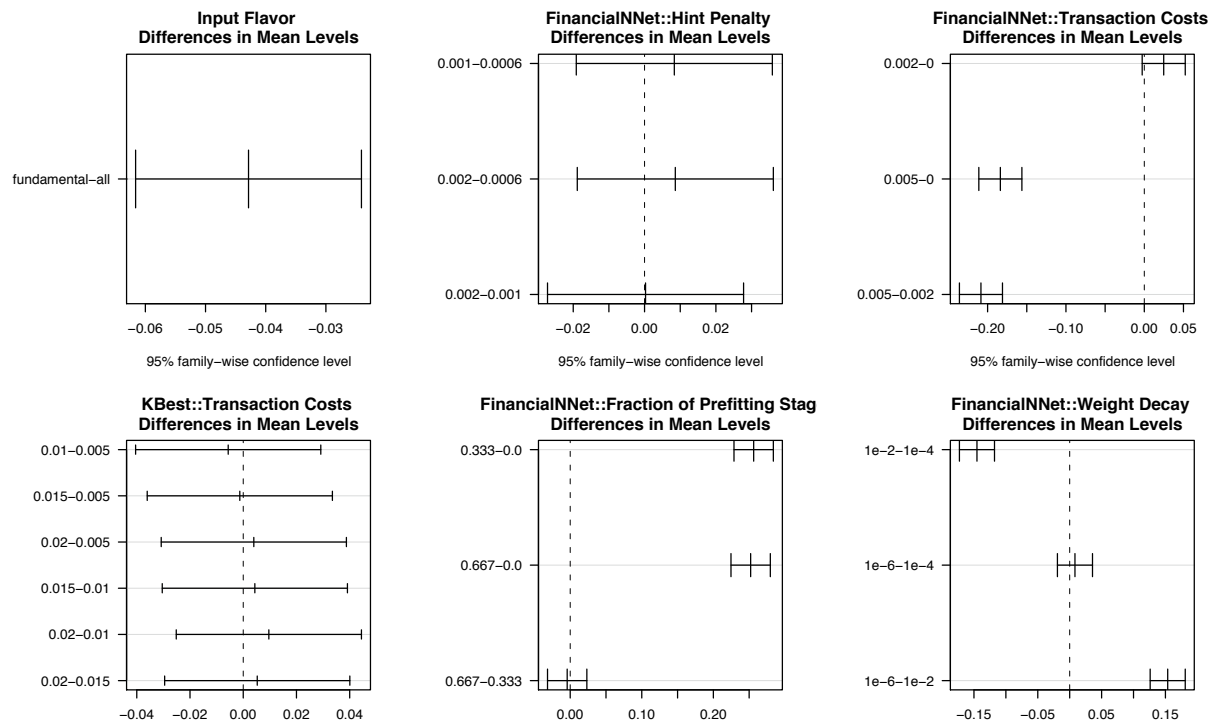 Input Flavor
Differences in Mean Levels
fundamental−all
−0.06 −0.05 −0.04 −0.03
95% family−wise confidence level
FinancialNNet::Hint Penalty
Differences in Mean Levels
0.001−0.0006
0.002−0.0006
0.002−0.001
−0.02 0.00 0.02
95% family−wise confidence level
FinancialNNet::Transaction Costs
Differences in Mean Levels
0.002−0
0.005−0
0.005−0.002
−0.20 −0.10 0.00 0.05
95% family−wise confidence level
KBest::Transaction Costs
Differences in Mean Levels
0.01−0.005
0.015−0.005
0.02−0.005
0.015−0.01
0.02−0.01
0.02−0.015
−0.04 −0.02 0.00 0.02 0.04
FinancialNNet::Fraction of Prefitting Stag
Differences in Mean Levels
0.333−0.0
0.667−0.0
0.667−0.333
0.00 0.20
FinancialNNet::Weight Decay
Differences in Mean Levels
1e−2−1e−4
1e−6−1e−4
1e−6−1e−2
−0.15 −0.05 0.05 0.15